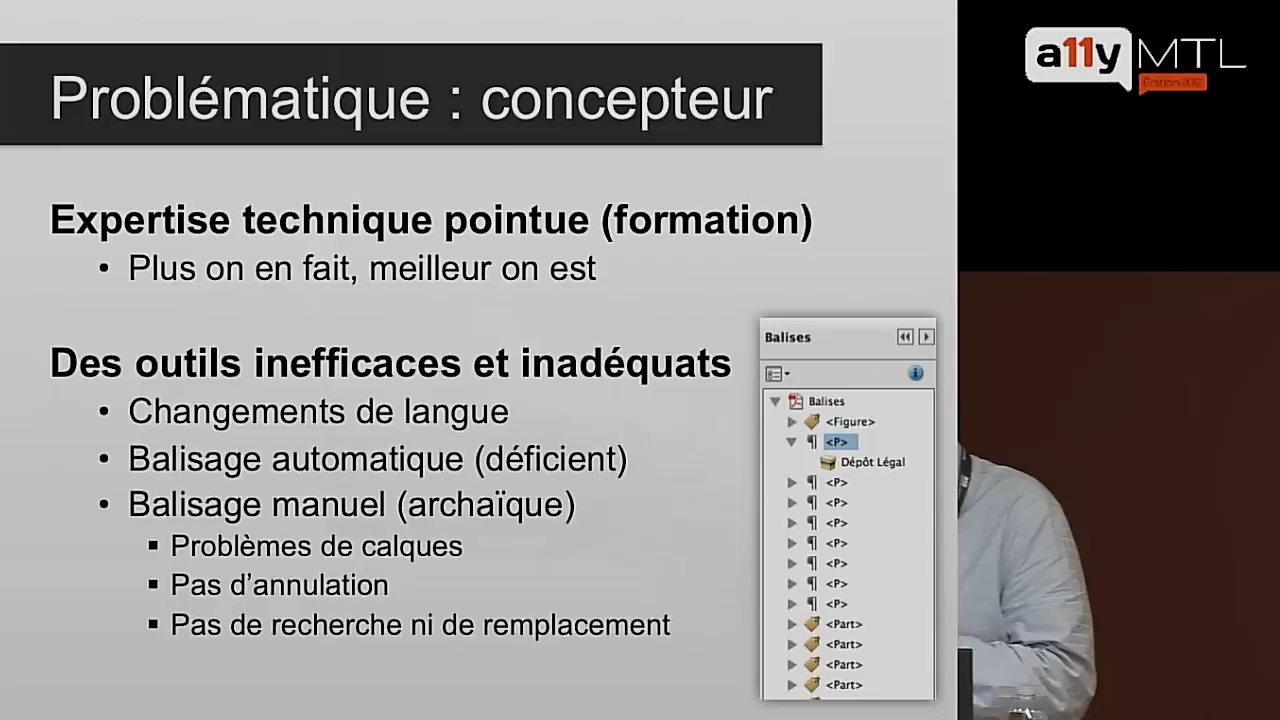 Problématique : concepteur
a11y MTL
Édition 2012
Expertise technique pointue (formation)
• Plus on en fait, meilleur on est
Des outils inefficaces et inadéquats
• Changements de langue
• Balisage automatique (déficient)
• Balisage manuel (archaïque)
▪ Problèmes de calques
▪ Pas d'annulation
▪ Pas de recherche ni de remplacement
Balises
Balises
<Figure>
<P>
Dépôt Légal
<P>
<P>
<P>
<P>
<P>
<P>
<P>
<Part>
<Part>
<Part>
<Part>